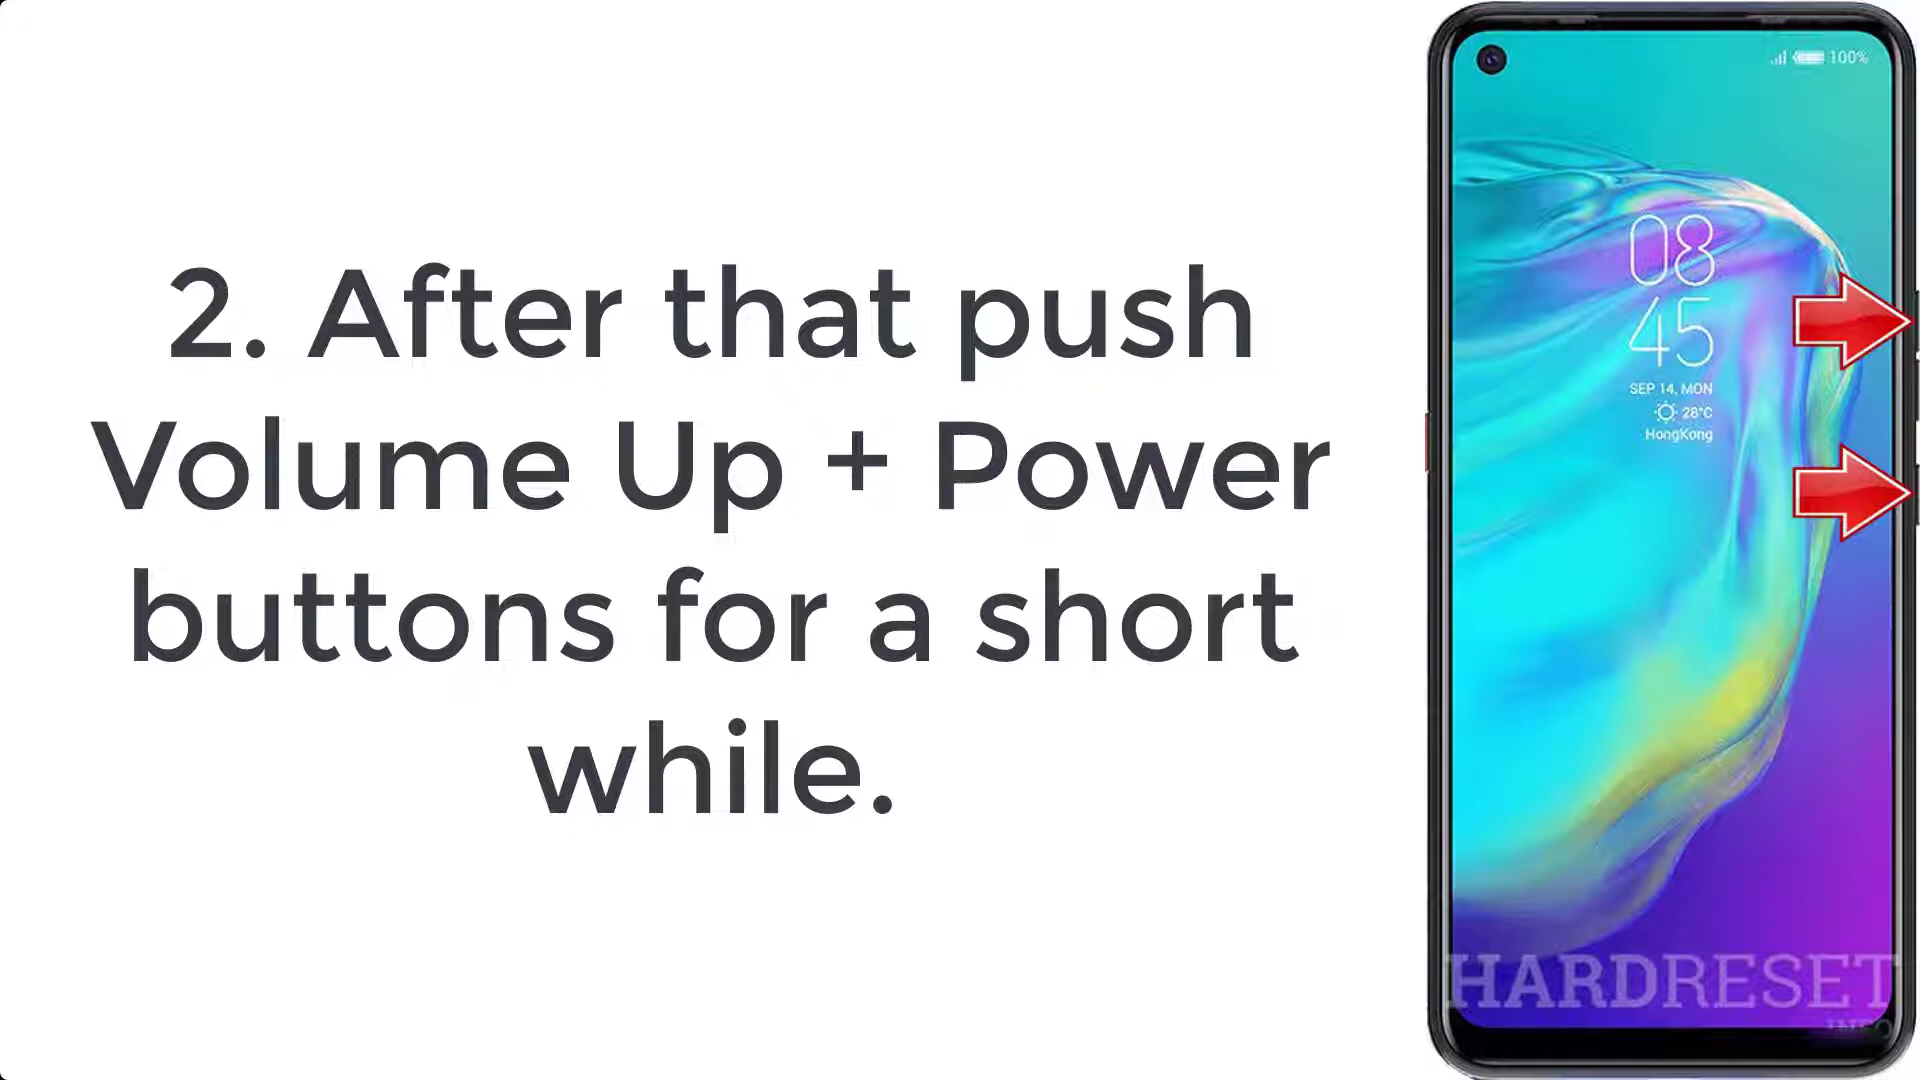 2. After that push
Volume Up + Power
buttons for a short
while.
100%
08
45
SEP 14, MON
28°C
HongKong
HARDRESET
INFO